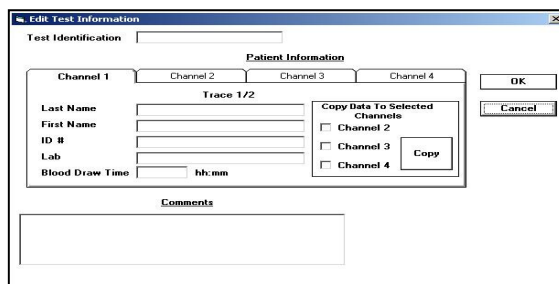 Edit Test Information
Test Identification
Patient Information
Channel 1 Channel 2 Channel 3 Channel 4
OK
Trace 1/2
Last Name
Copy Data To Selected
Channels
Cancel
First Name
Channel 2
ID #
Channel 3
Copy
Lab
Channel 4
Blood Draw Time hh:mm
Comments